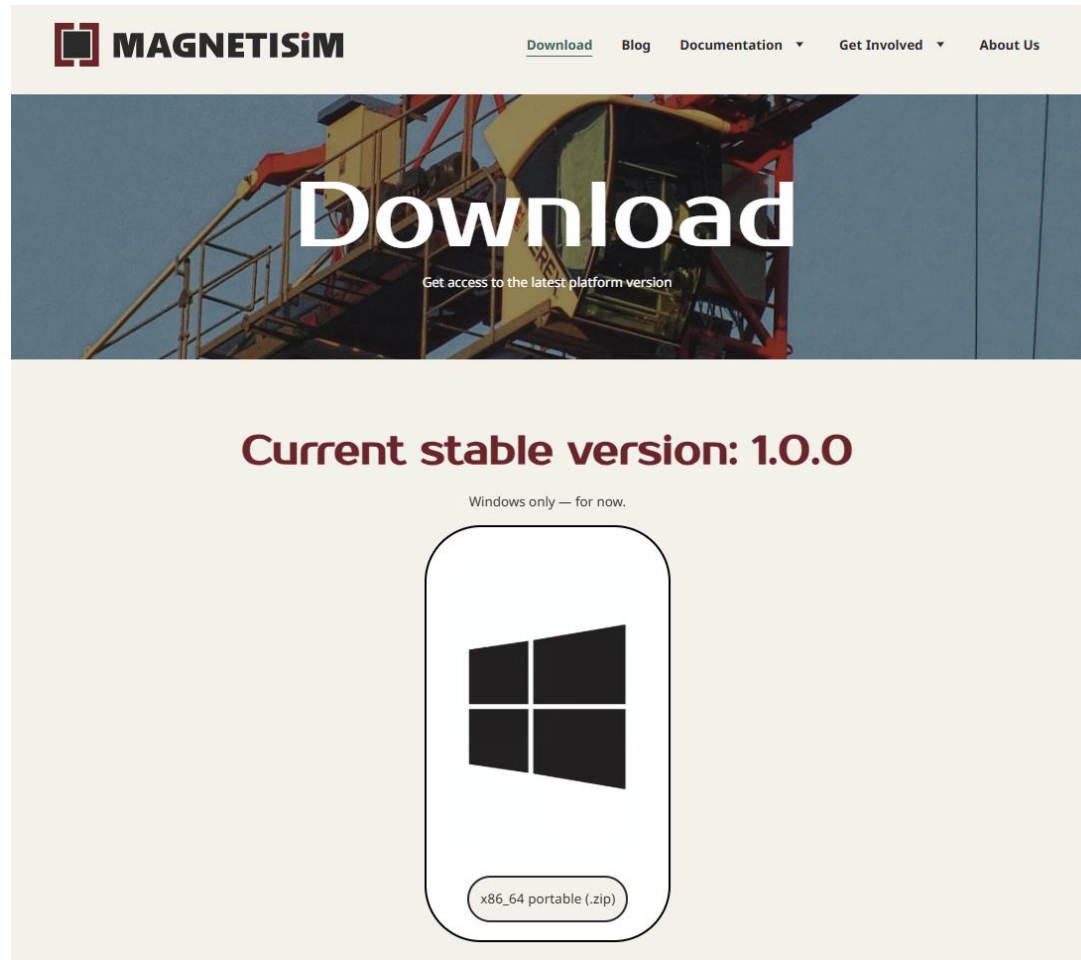 MAGNETISiM
Download Blog Documentation Get Involved About Us
Download
Get access to the latest platform version
Current stable version: 1.0.0
Windows only — for now.
x86_64 portable (.zip)